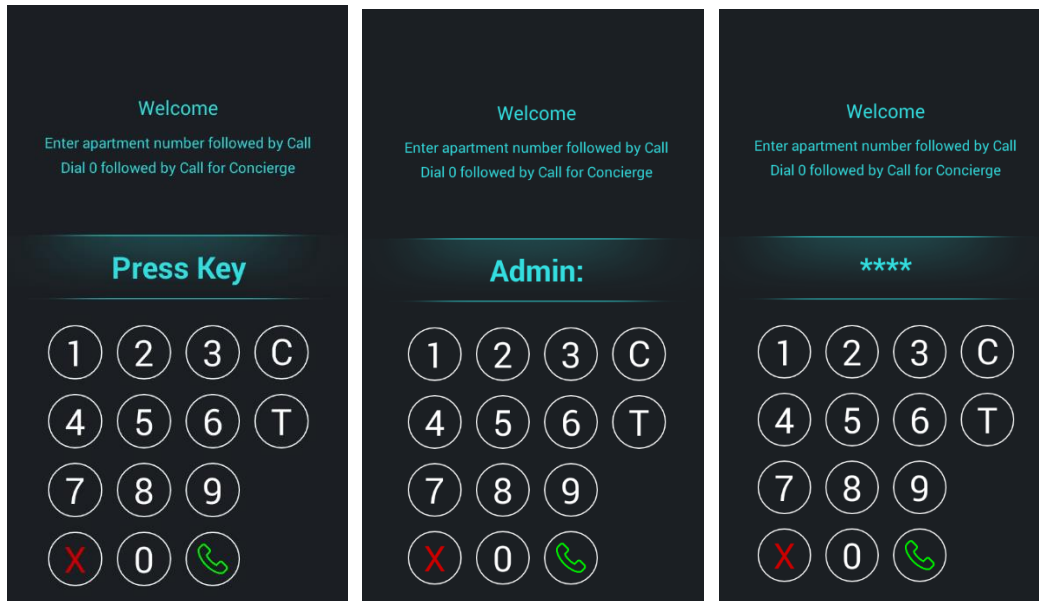 Welcome
Enter apartment number followed by Call
Dial 0 followed by Call for Concierge
Press Key
1 2 3 C
4 5 6 T
7 8 9
X 0
Welcome
Enter apartment number followed by Call
Dial 0 followed by Call for Concierge
Admin:
1 2 3 C
4 5 6 T
7 8 9
X 0
Welcome
Enter apartment number followed by Call
Dial 0 followed by Call for Concierge
****
1 2 3 C
4 5 6 T
7 8 9
X 0